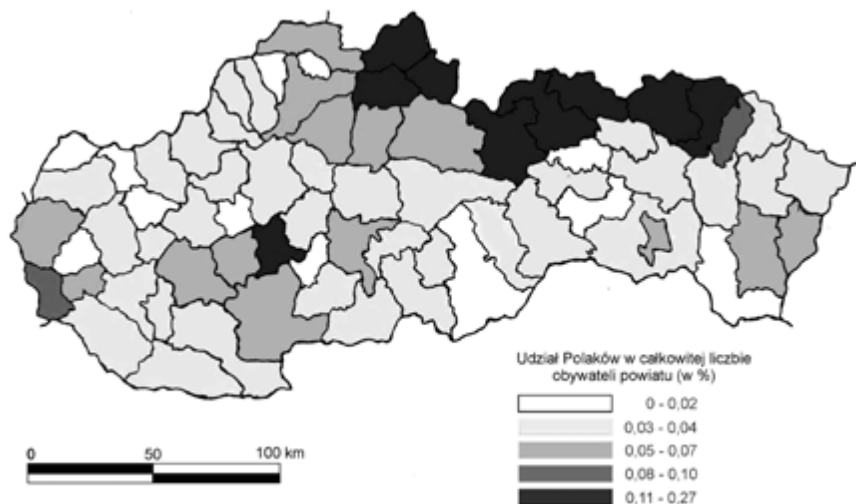 Udział Polaków w całkowitej liczbie
obywateli powiatu (w %)
0 - 0,02
0,03 - 0,04
0,05 - 0,07
0,08 - 0,10
0,11 - 0,27
0 50 100 km